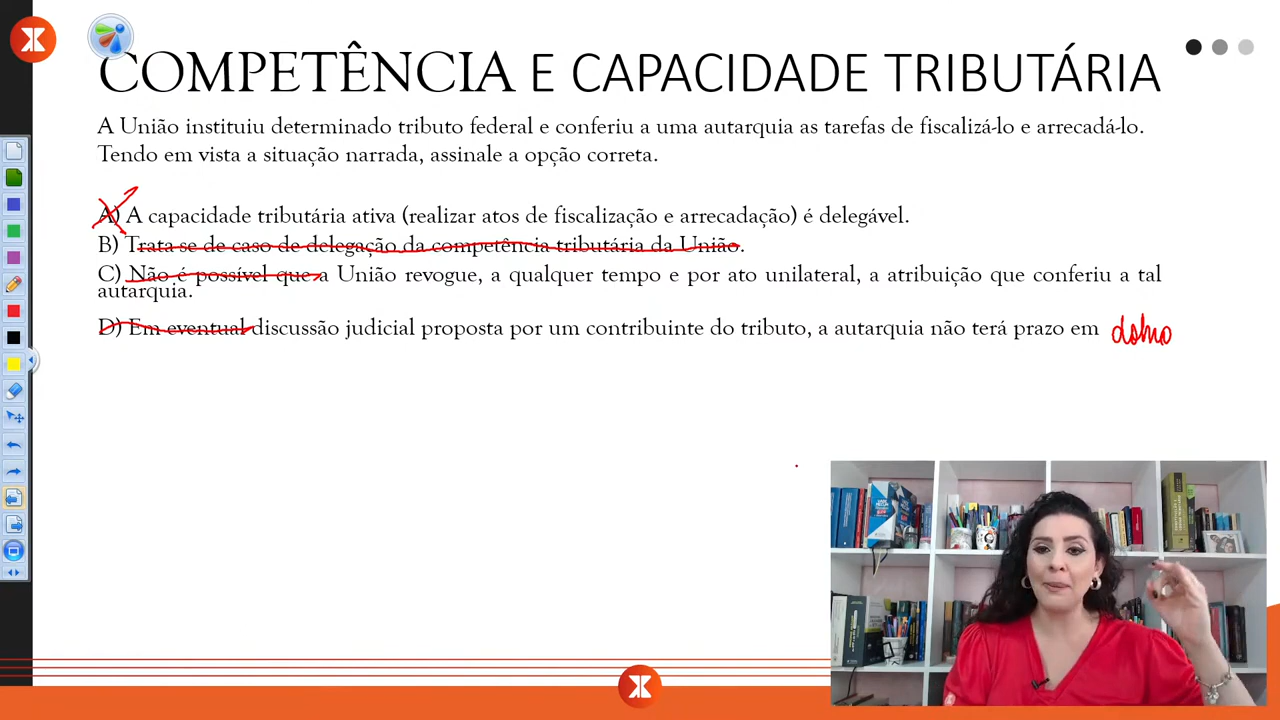 COMPETÊNCIA E CAPACIDADE TRIBUTÁRIA
A União instituiu determinado tributo federal e conferiu a uma autarquia as tarefas de fiscalizá-lo e arrecadá-lo.
Tendo em vista a situação narrada, assinale a opção correta.
A) A capacidade tributária ativa (realizar atos de fiscalização e arrecadação) é delegável.
B) Trata-se de caso de delegação da competência tributária da União.
C) Não é possível que a União revogue, a qualquer tempo e por ato unilateral, a atribuição que conferiu a tal
autarquia.
D) Em eventual discussão judicial proposta por um contribuinte do tributo, a autarquia não terá prazo em